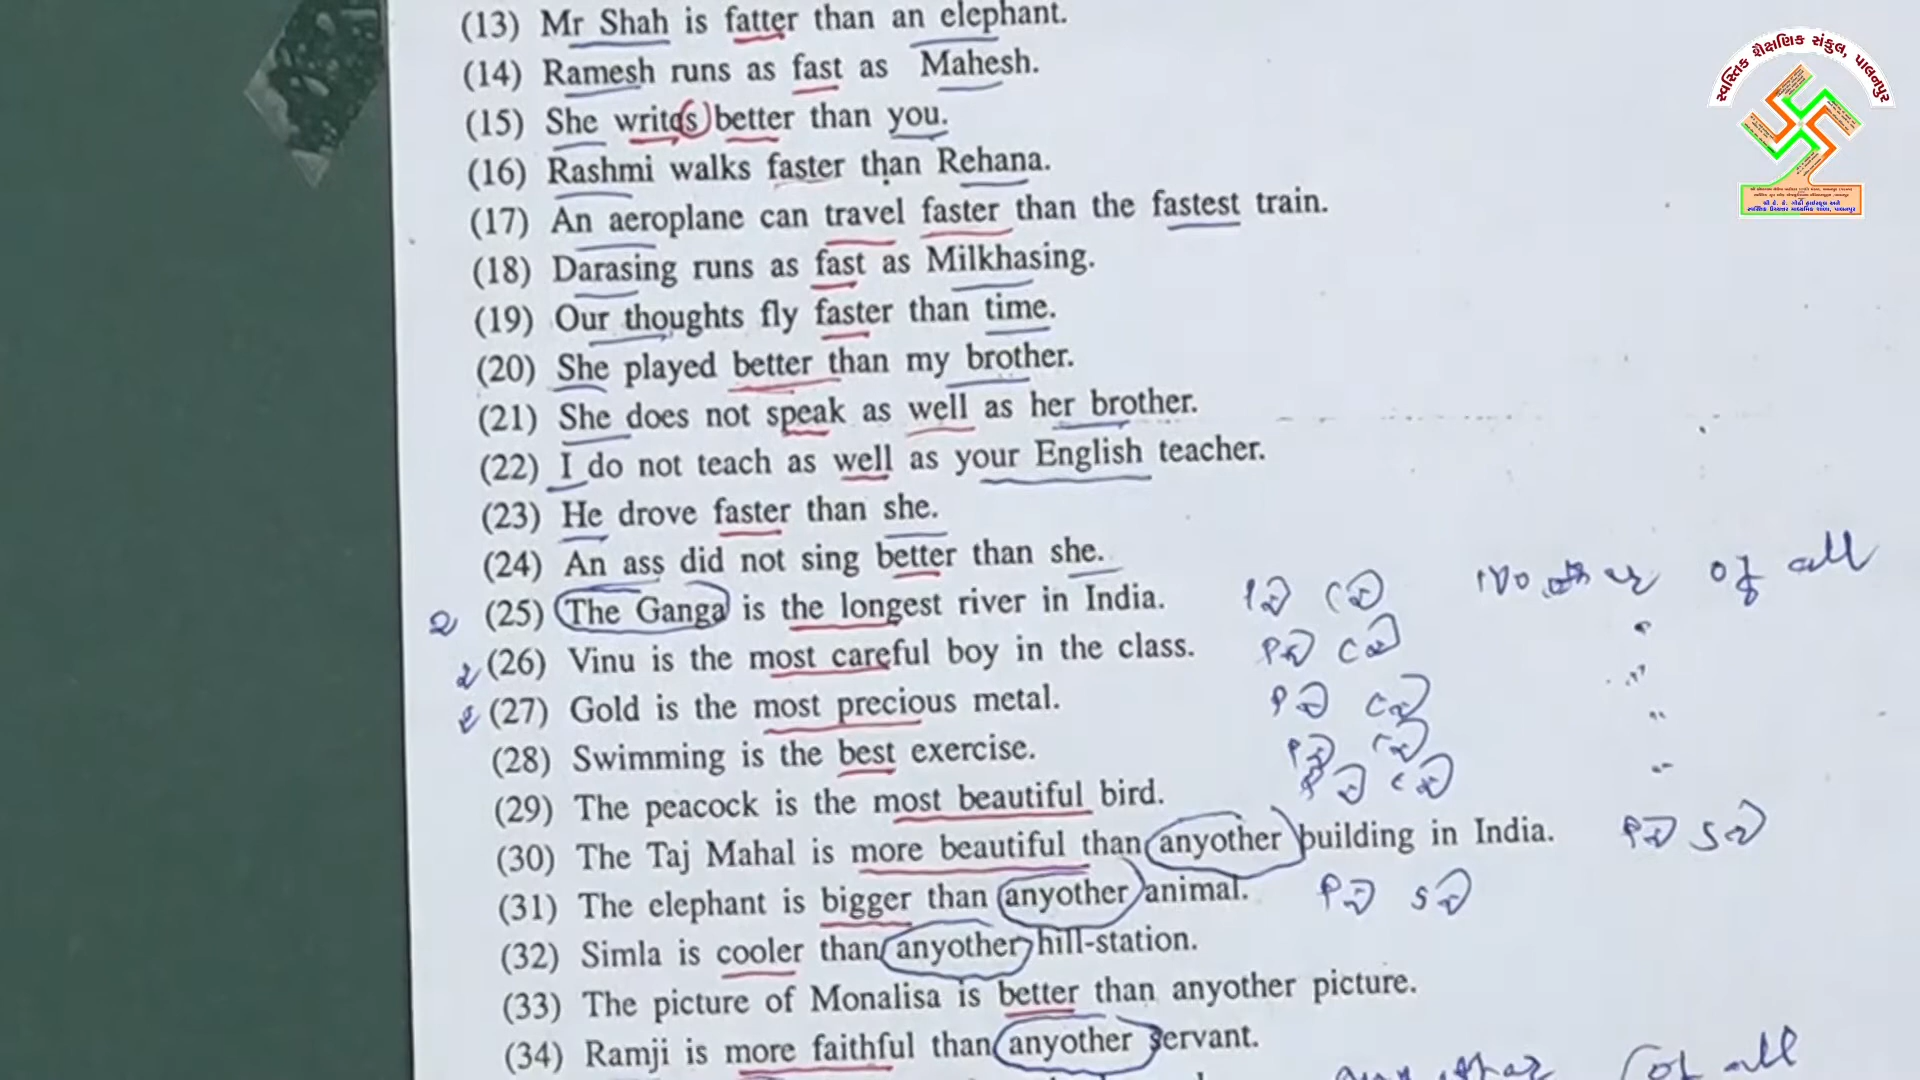 (13) Mr Shah is fatter than an elephant.
(14) Ramesh runs as fast as Mahesh.
(15) She writes better than you.
(16) Rashmi walks faster than Rehana.
(17) An aeroplane can travel faster than the fastest train.
(18) Darasing runs as fast as Milkhasing.
(19) Our thoughts fly faster than time.
(20) She played better than my brother.
(21) She does not speak as well as her brother.
(22) I do not teach as well as your English teacher.
(23) He drove faster than she.
(24) An ass did not sing better than she.
(25) The Ganga is the longest river in India.
of all
(26) Vinu is the most careful boy in the class.
(27) Gold is the most precious metal.
(28) Swimming is the best exercise.
(29) The peacock is the most beautiful bird.
(30) The Taj Mahal is more beautiful than anyother building in India.
(31) The elephant is bigger than anyother animal.
(32) Simla is cooler than anyother hill-station.
(33) The picture of Monalisa is better than anyother picture.
(34) Ramji is more faithful than anyother servant.
of all
સ્વસ્તિક શૈક્ષણિક સંકુલ, પાલનપુર